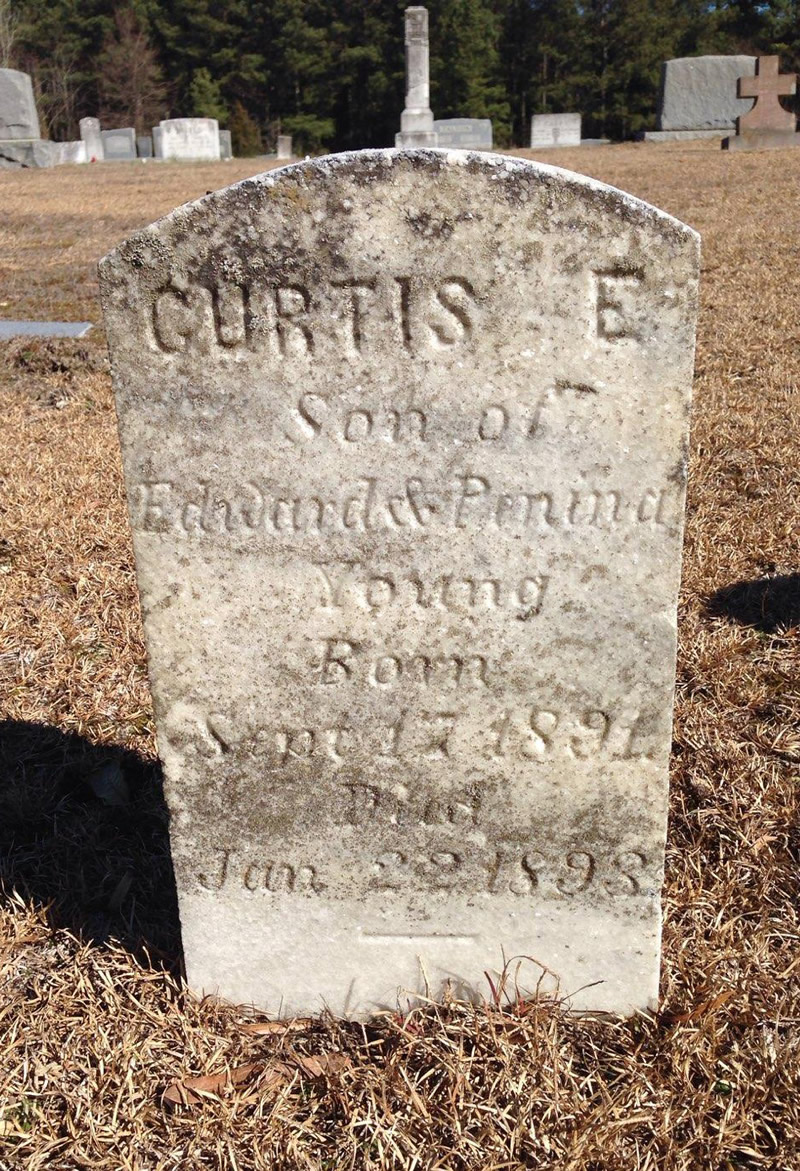 CURTIS E.
Son of
Edward & Penina
Young
Born
Sept 17 1891.
Died
Jan 22 1893